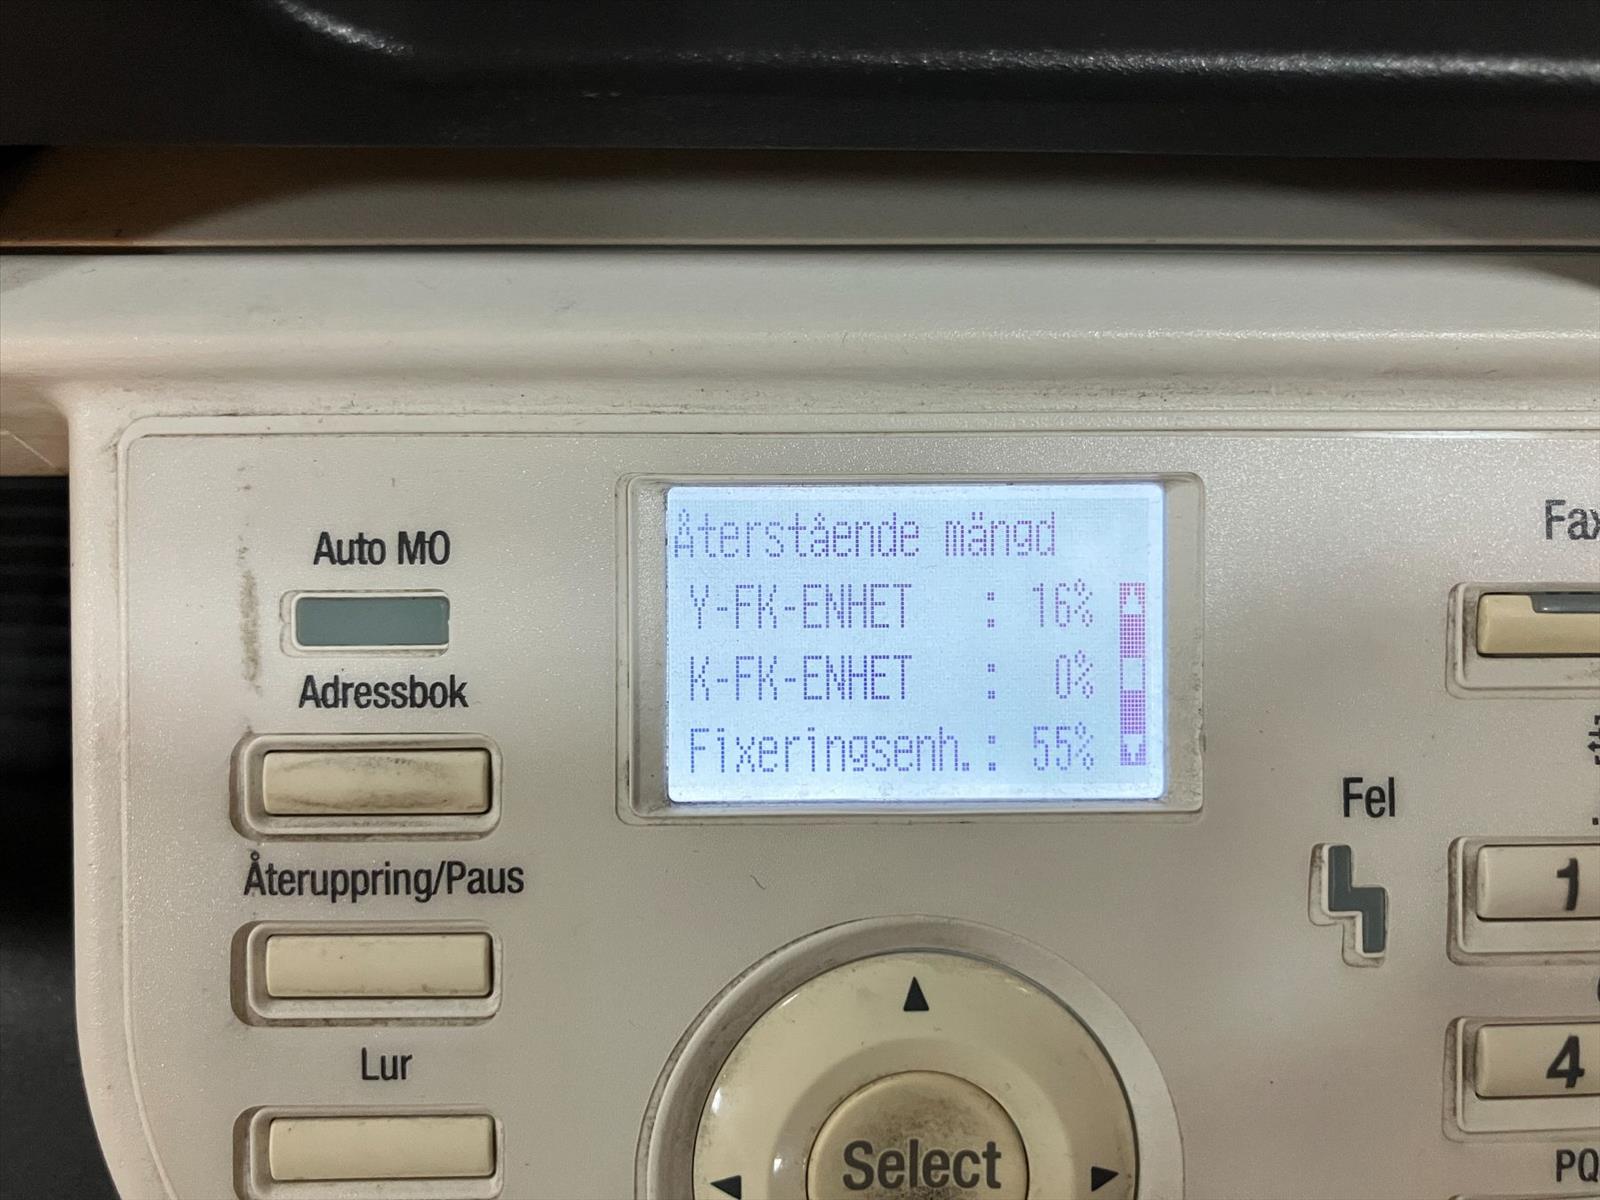 Återstående mängd
Y-FK-ENHET : 16%
K-FK-ENHET : 0%
Fixeringsenh.: 55%
Auto MO
Adressbok
Återuppring/Paus
Lur
Select
Fel
Fax
1
4
PQ